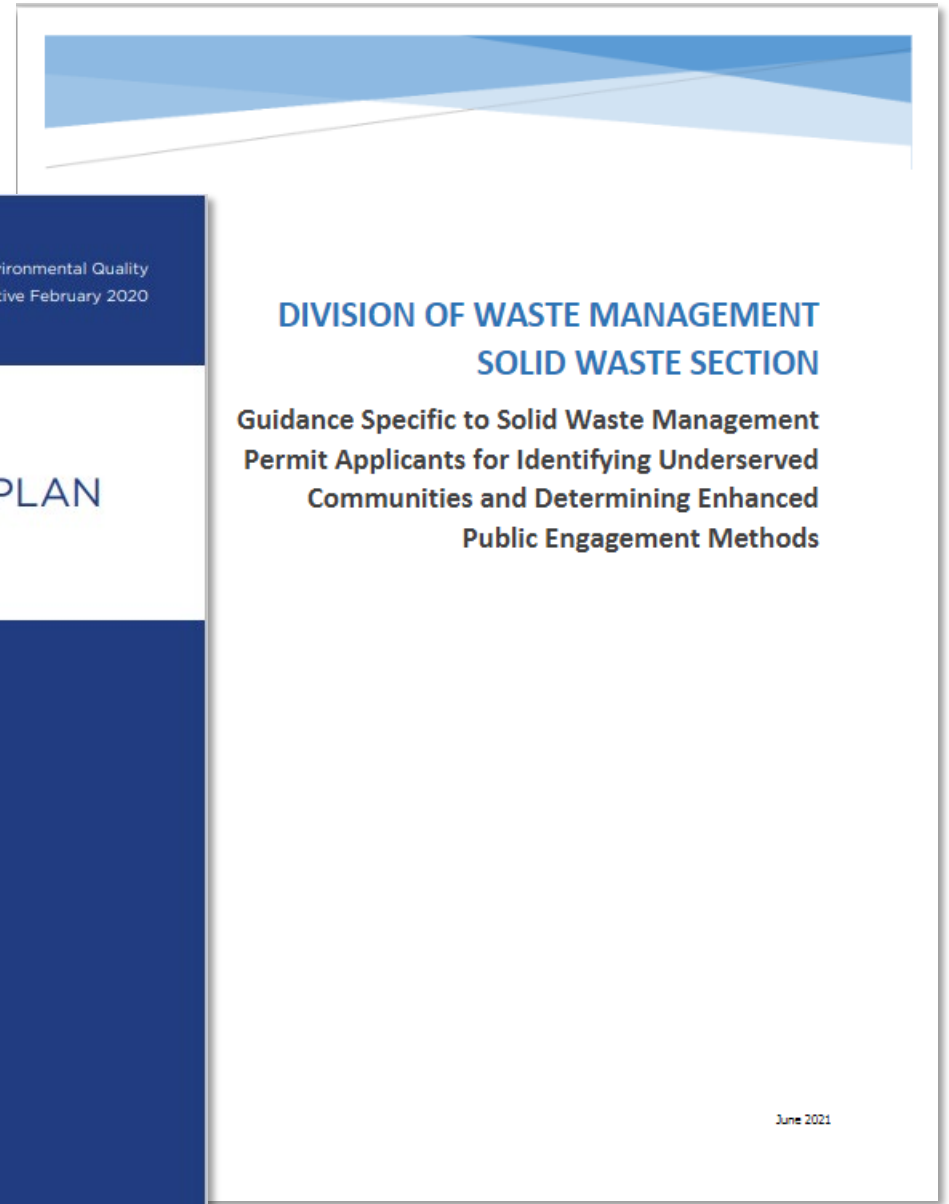 Environmental Quality
tive February 2020
PLAN
DIVISION OF WASTE MANAGEMENT
SOLID WASTE SECTION
Guidance Specific to Solid Waste Management
Permit Applicants for Identifying Underserved
Communities and Determining Enhanced
Public Engagement Methods
June 2021